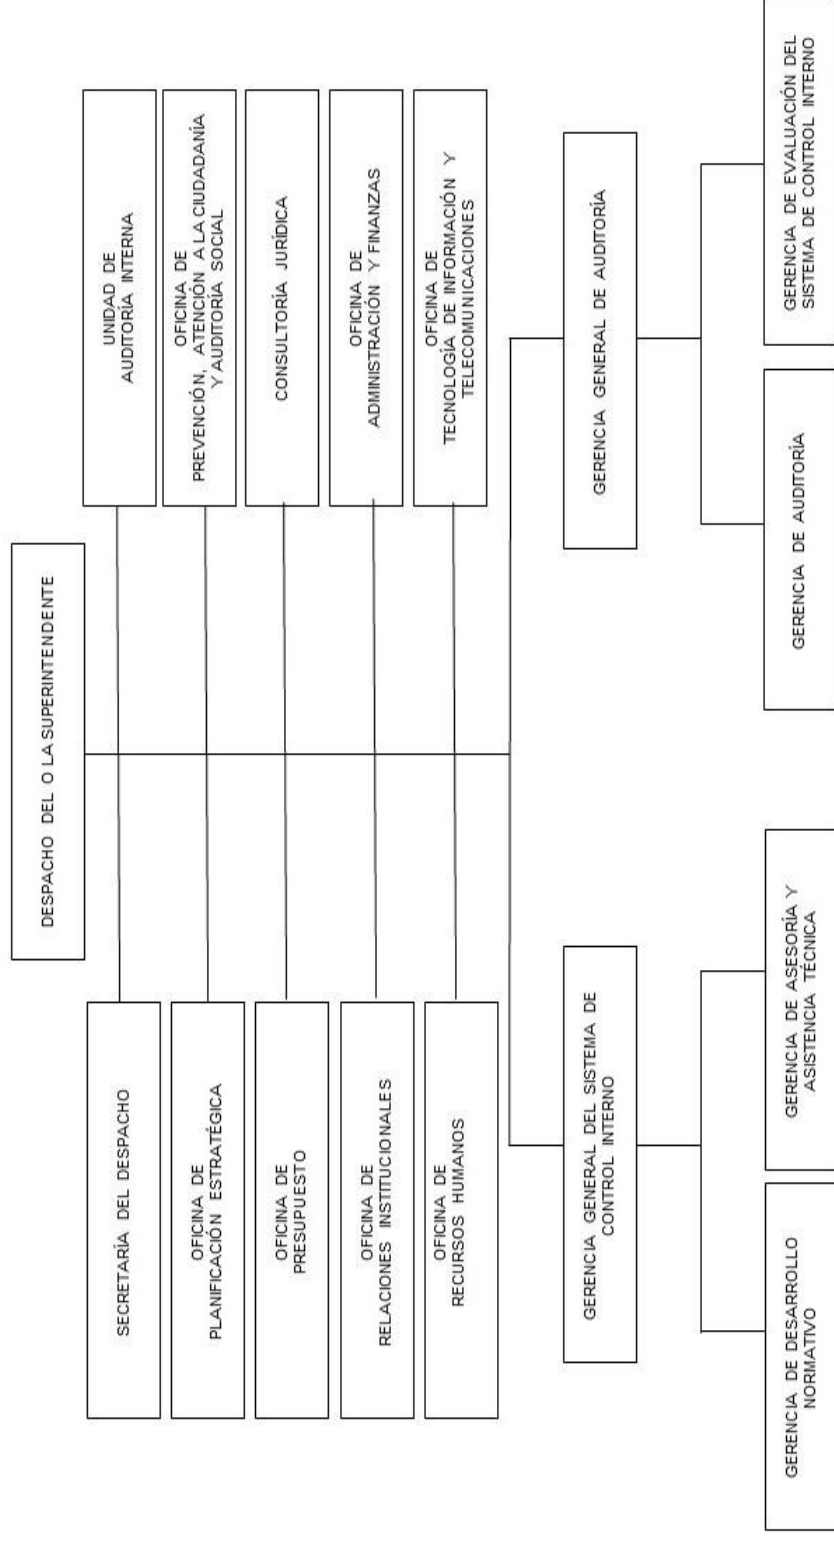 DESPACHO DEL O LA SUPERINTENDENTE
SECRETARÍA DEL DESPACHO
UNIDAD DE
AUDITORÍA INTERNA
OFICINA DE
PLANIFICACIÓN ESTRATÉGICA
OFICINA DE
PREVENCIÓN, ATENCIÓN A LA CIUDADANÍA
Y AUDITORÍA SOCIAL
OFICINA DE
PRESUPUESTO
CONSULTORÍA JURÍDICA
OFICINA DE
RELACIONES INSTITUCIONALES
OFICINA DE
ADMINISTRACIÓN Y FINANZAS
OFICINA DE
RECURSOS HUMANOS
OFICINA DE
TECNOLOGÍA DE INFORMACIÓN Y
TELECOMUNICACIONES
GERENCIA GENERAL DEL SISTEMA DE
CONTROL INTERNO
GERENCIA GENERAL DE AUDITORÍA
GERENCIA DE DESARROLLO
NORMATIVO
GERENCIA DE ASESORÍA Y
ASISTENCIA TÉCNICA
GERENCIA DE AUDITORÍA
GERENCIA DE EVALUACIÓN DEL
SISTEMA DE CONTROL INTERNO